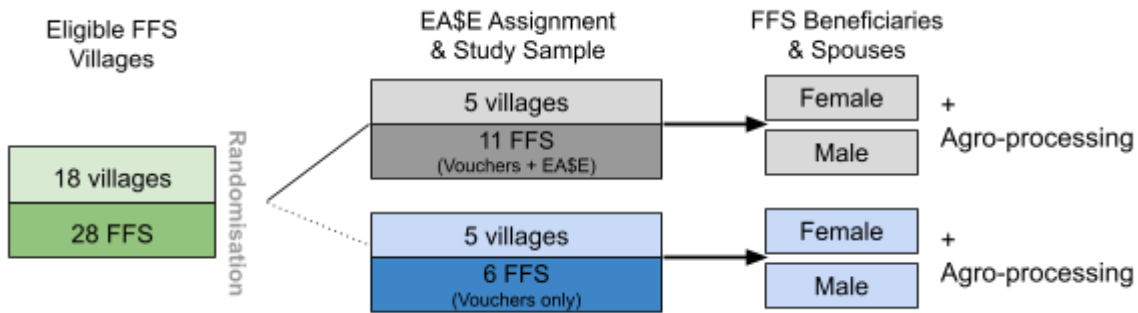 Eligible FFS
Villages
18 villages
28 FFS
Randomisation
EA$E Assignment
& Study Sample
5 villages
11 FFS
(Vouchers + EA$E)
5 villages
6 FFS
(Vouchers only)
FFS Beneficiaries
& Spouses
Female
Male
+
Agro-processing
Female
Male
+
Agro-processing